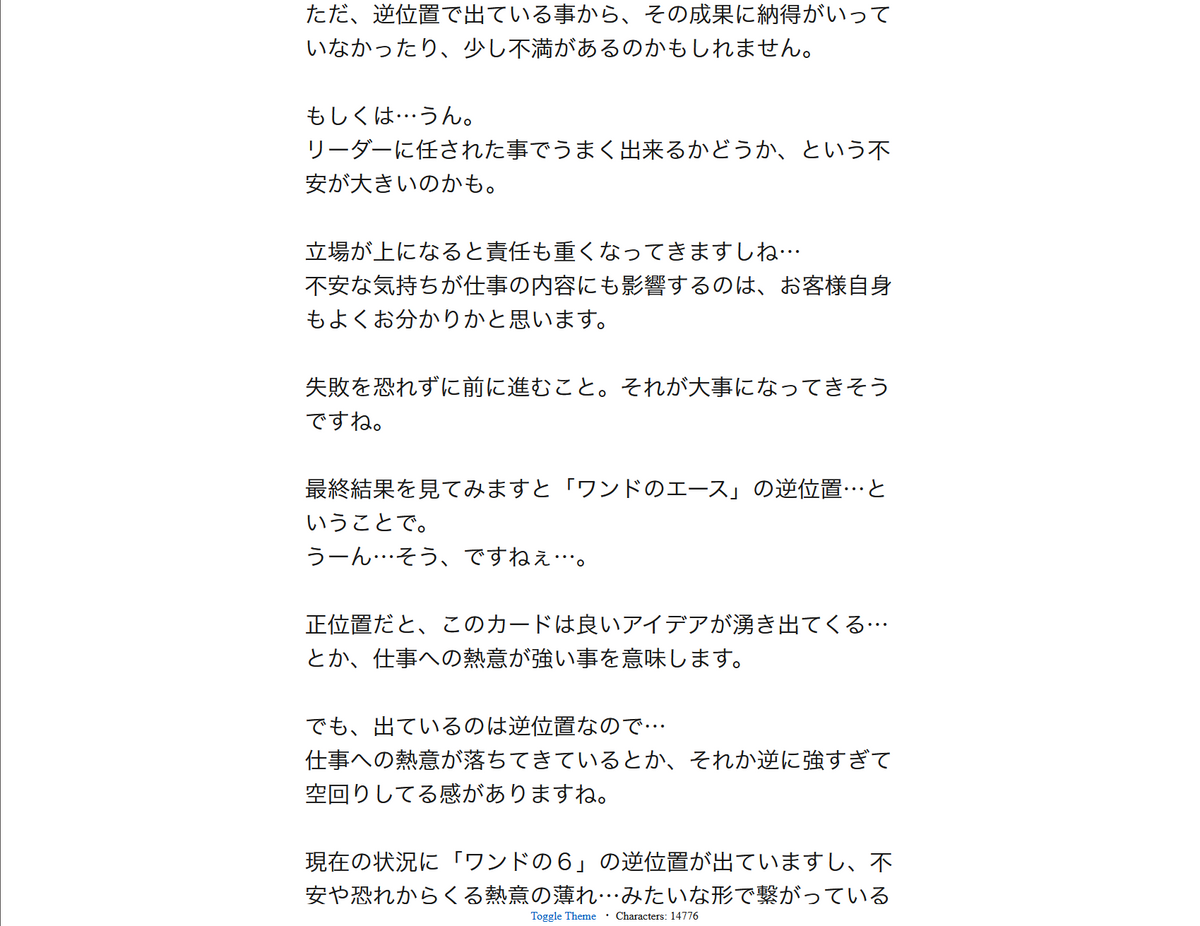 ただ、逆位置で出ている事から、その成果に納得がいって
いなかったり、少し不満があるのかもしれません。
もしくは…うん。
リーダーに任された事でうまく出来るかどうか、という不
安が大きいのかも。
立場が上になると責任も重くなってきますしね…
不安な気持ちが仕事の内容にも影響するのは、お客様自身
もよくお分かりかと思います。
失敗を恐れずに前に進むこと。それが大事になってきそう
ですね。
最終結果を見てみますと「ワンドのエース」の逆位置…と
いうことで。
うーん…そう、ですねぇ…。
正位置だと、このカードは良いアイデアが湧き出てくる…
とか、仕事への熱意が強い事を意味します。
でも、出ているのは逆位置なので…
仕事への熱意が落ちてきているとか、それか逆に強すぎて
空回りしてる感がありますね。
現在の状況に「ワンドの６」の逆位置が出ていますし、不
安や恐れからくる熱意の薄れ…みたいな形で繋がっている
Toggle Theme ・ Characters: 14776